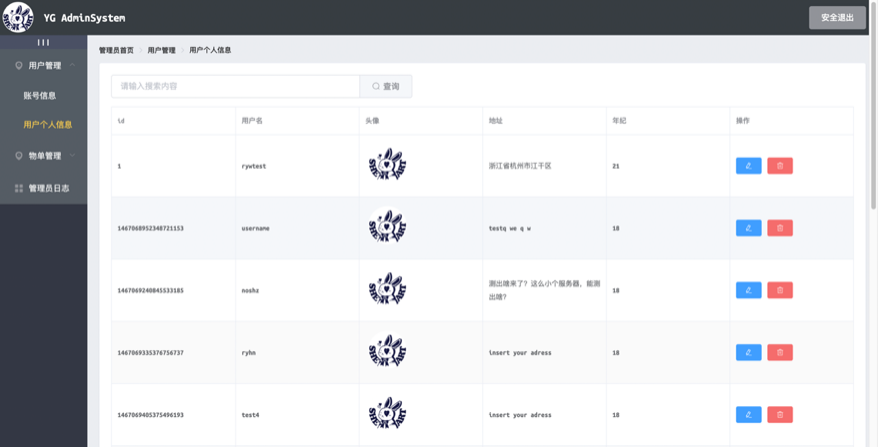 YG AdminSystem
安全退出
用户管理
账号信息
用户个人信息
物单管理
管理员日志
管理员首页 用户管理 用户个人信息
请输入搜索内容 查询
id 用户名 头像 地址 年纪 操作
1 rywtest 浙江省杭州市江干区 21
1467068952348721153 username testq we q w 18
1467069240845533185 noshz 测出啥来了？这么小个服务器，能测
出啥？ 18
1467069335376756737 ryhn insert your adress 18
1467069405375496193 test4 insert your adress 18